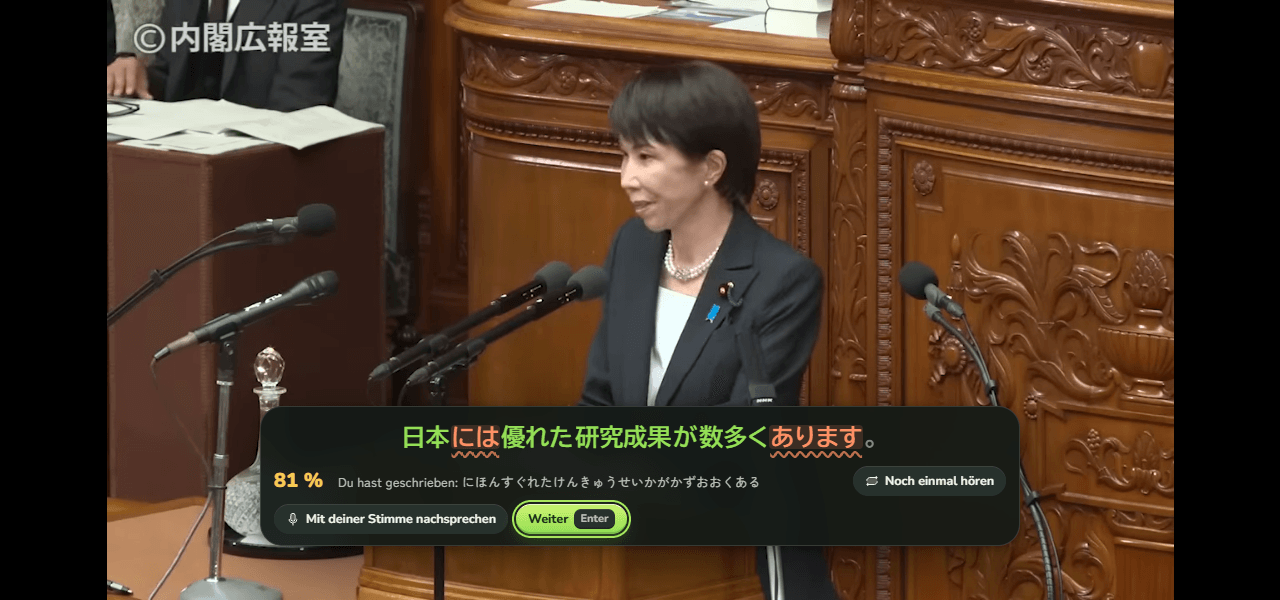 ©内閣広報室
日本には優れた研究成果が数多くあります。
81 %
Du hast geschrieben: にほんすぐれたけんきゅうせいかがかずおおくある
Noch einmal hören
Mit deiner Stimme nachsprechen
Weiter Enter